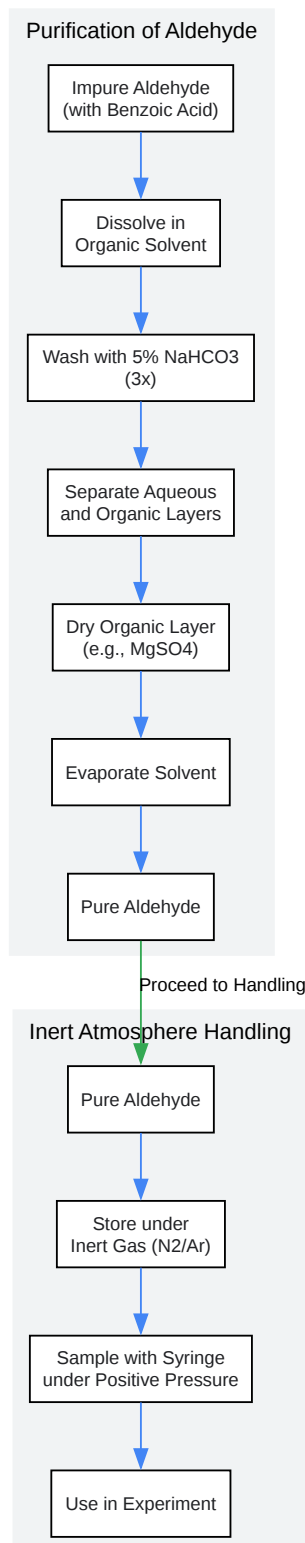 Purification of Aldehyde
Impure Aldehyde
(with Benzoic Acid)
Dissolve in
Organic Solvent
Wash with 5% NaHCO3
(3x)
Separate Aqueous
and Organic Layers
Dry Organic Layer
(e.g., MgSO4)
Evaporate Solvent
Pure Aldehyde
Proceed to Handling
Inert Atmosphere Handling
Pure Aldehyde
Store under
Inert Gas (N2/Ar)
Sample with Syringe
under Positive Pressure
Use in Experiment